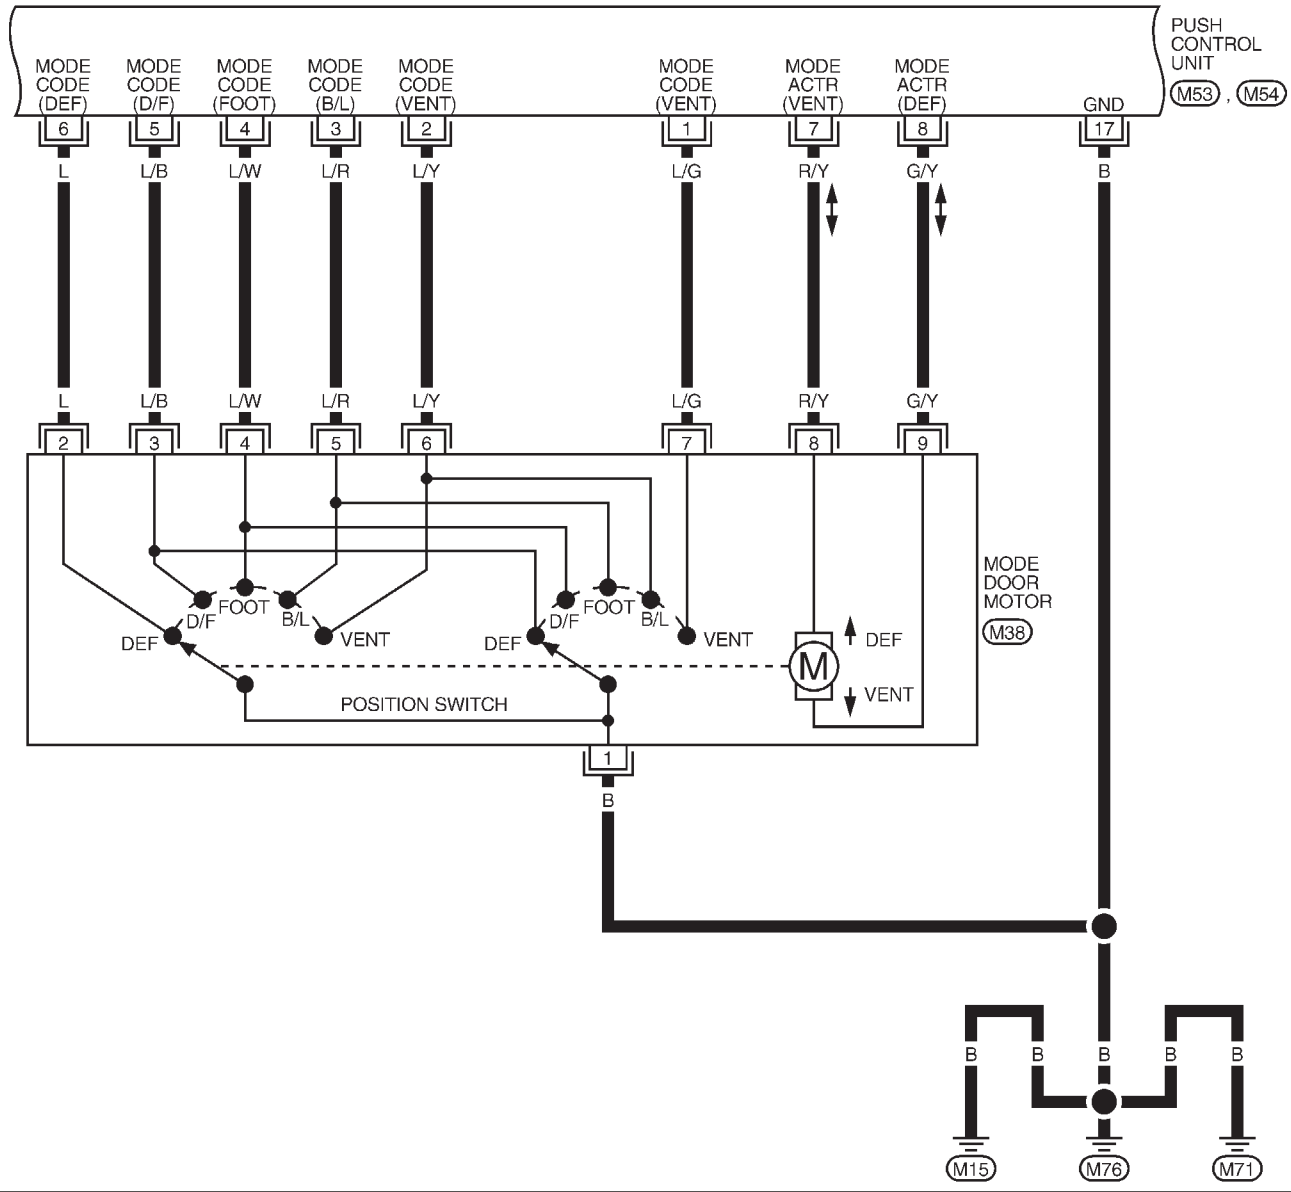 PUSH
CONTROL
UNIT
M53 , M54
MODE MODE MODE MODE MODE MODE MODE MODE
CODE CODE CODE CODE CODE CODE ACTR ACTR
(DEF) (D/F) (FOOT) (B/L) (VENT) (VENT) (VENT) (DEF) GND
6 5 4 3 2 1 7 8 17
L L/B L/W L/R L/Y L/G R/Y G/Y B
L L/B L/W L/R L/Y L/G R/Y G/Y
2 3 4 5 6 7 8 9
MODE
DOOR
MOTOR
M38
FOOT FOOT
D/F B/L D/F B/L
DEF VENT DEF VENT DEF
M
VENT
POSITION SWITCH
1
B
B B B B B
M15 M76 M71